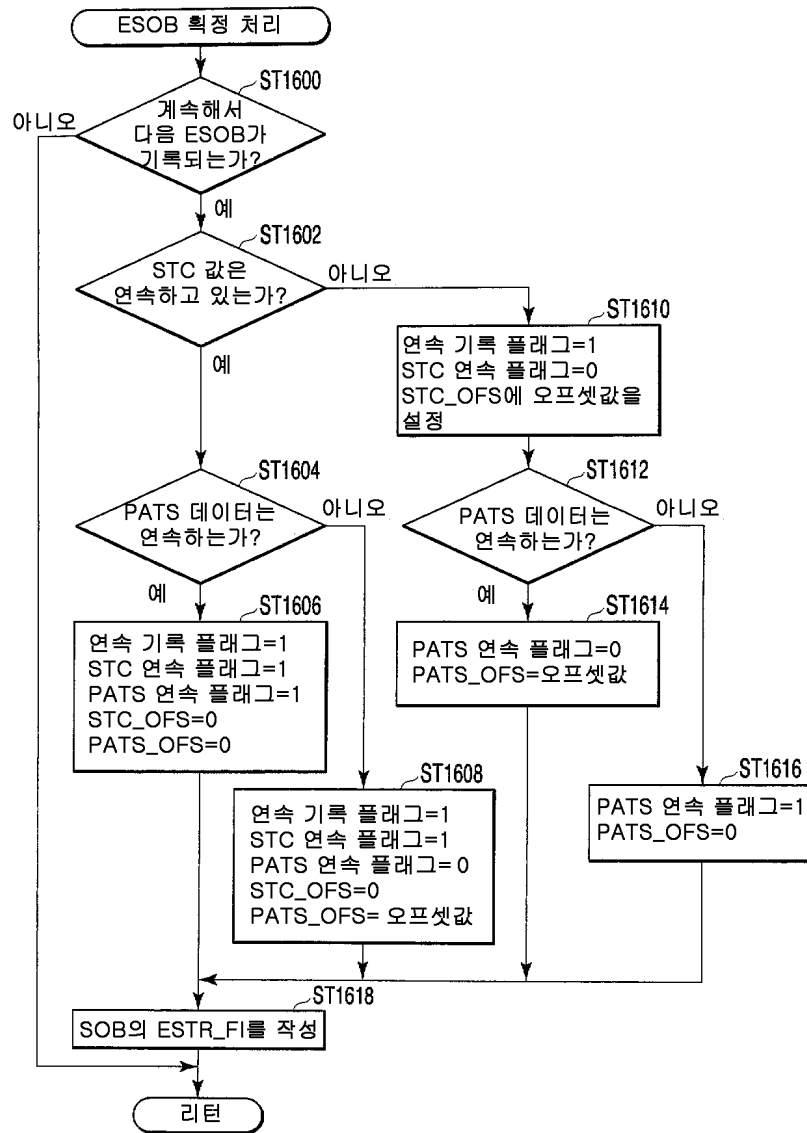 ESOB 획정 처리
ST1600
계속해서
다음 ESOB가
기록되는가?
아니오
예
ST1602
STC 값은
연속하고 있는가?
아니오
예
ST1610
연속 기록 플래그=1
STC 연속 플래그=0
STC_OFS에 오프셋값을
설정
ST1604
PATS 데이터는
연속하는가?
아니오
예
ST1612
PATS 데이터는
연속하는가?
아니오
예
ST1606
연속 기록 플래그=1
STC 연속 플래그=1
PATS 연속 플래그=1
STC_OFS=0
PATS_OFS=0
ST1614
PATS 연속 플래그=0
PATS_OFS=오프셋값
ST1608
연속 기록 플래그=1
STC 연속 플래그=1
PATS 연속 플래그=0
STC_OFS=0
PATS_OFS= 오프셋값
ST1616
PATS 연속 플래그=1
PATS_OFS=0
ST1618
SOB의 ESTR_FI를 작성
리턴